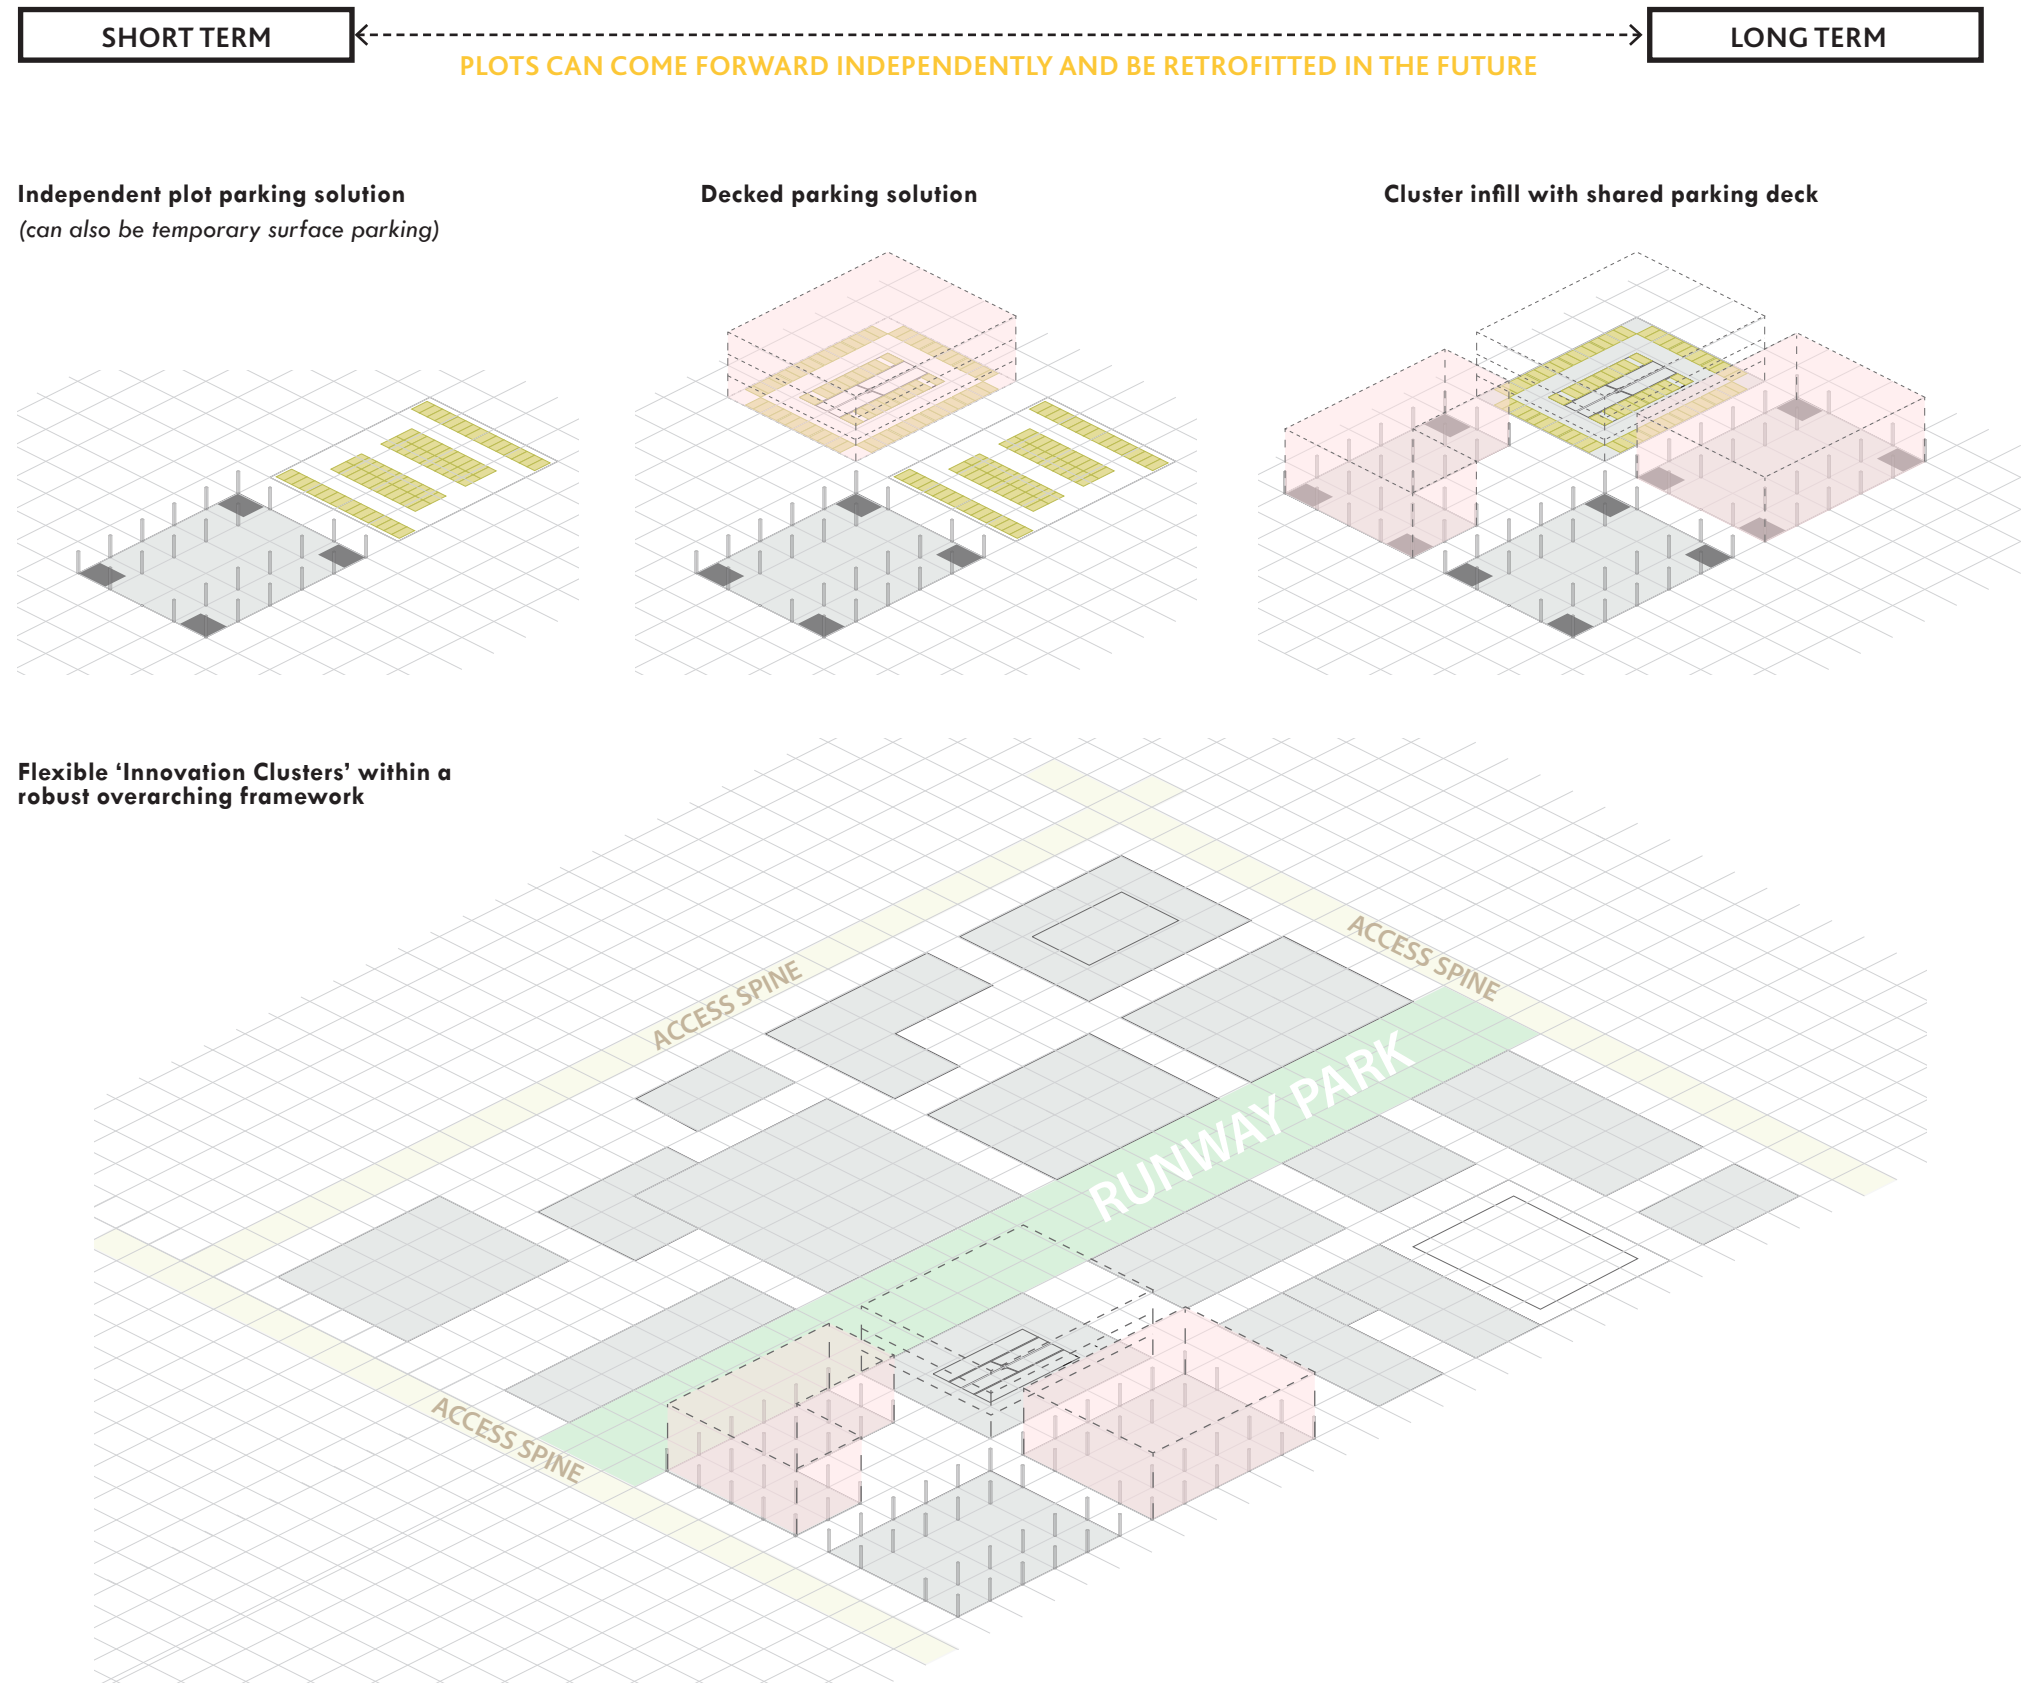 SHORT TERM
LONG TERM
PLOTS CAN COME FORWARD INDEPENDENTLY AND BE RETROFITTED IN THE FUTURE
Independent plot parking solution
(can also be temporary surface parking)
Decked parking solution
Cluster infill with shared parking deck
Flexible ‘Innovation Clusters’ within a
robust overarching framework
ACCESS SPINE
ACCESS SPINE
RUNWAY PARK
ACCESS SPINE